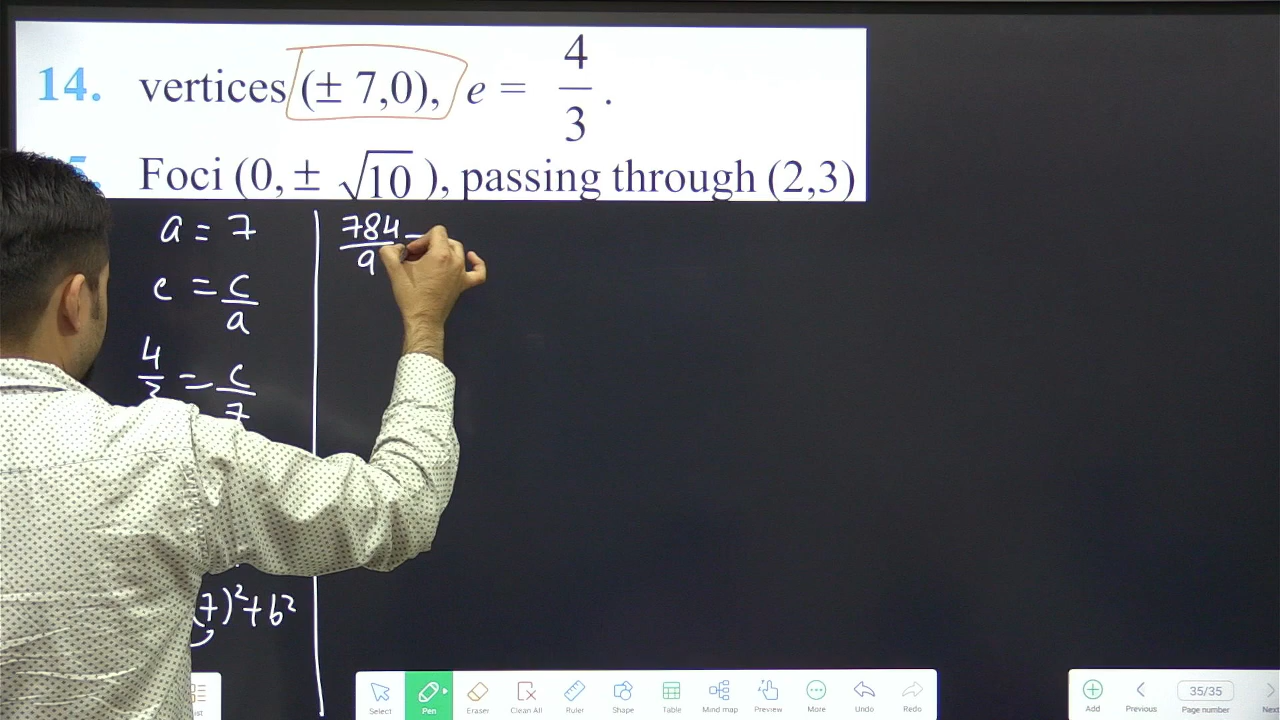 14. vertices (± 7,0), e = 4/3 .
5. Foci (0, ± √10 ), passing through (2,3)
a = 7
e = c/a
4/3 = c/7
(7)² + b²
784/9 -
Select
Pen
Eraser
Clean All
Ruler
Shape
Table
Mind map
Preview
More
Undo
Redo
Add
Previous
35/35
Page number
Next